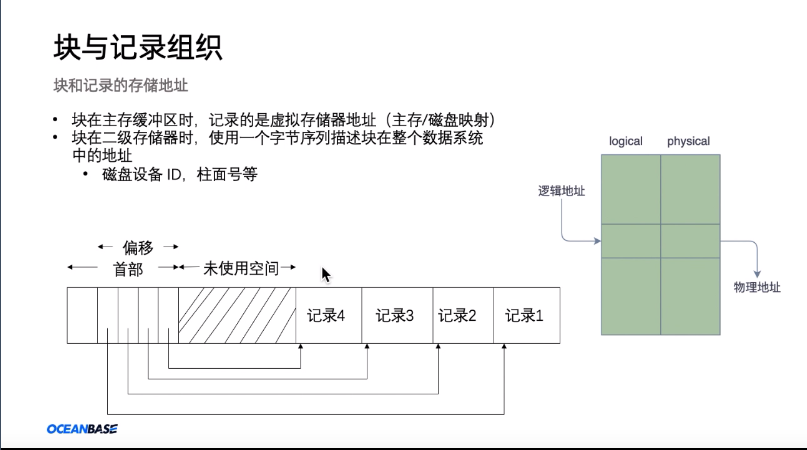 块与记录组织
块和记录的存储地址
• 块在主存缓冲区时，记录的是虚拟存储器地址（主存/磁盘映射）
• 块在二级存储器时，使用一个字节序列描述块在整个数据系统
中的地址
• 磁盘设备 ID，柱面号等
logical physical
逻辑地址
物理地址
偏移
首部 未使用空间
记录4 记录3 记录2 记录1
OCEANBASE